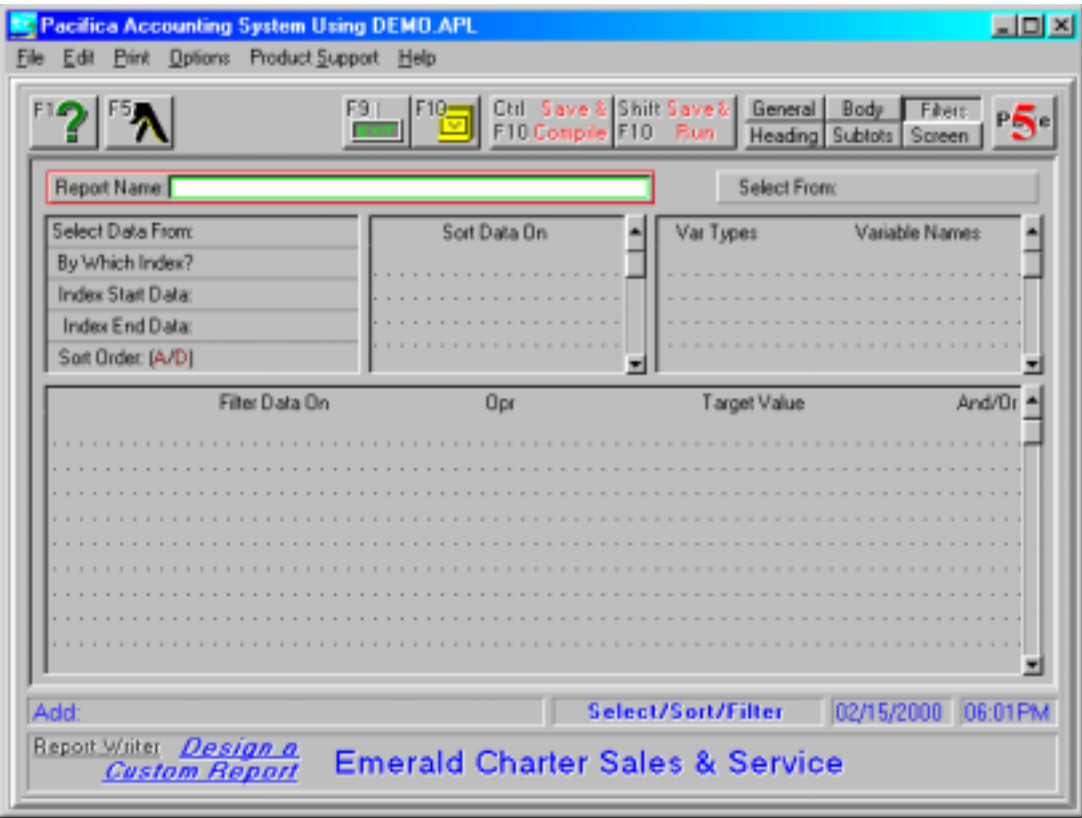 Pacifica Accounting System Using DEMO.APL
File Edit Print Options Product Support Help
F1 F5 F9 EXIT F10 Ctrl F10 Save & Compile Shift F10 Save & Run General Body Filters Heading Subtots Screen 5
Report Name: Select From:
Select Data From: Sort Data On Var Types Variable Names
By Which Index?
Index Start Data:
Index End Data:
Sort Order: (A/D)
Filter Data On Opr Target Value And/Or
Add: Select/Sort/Filter 02/15/2000 06:01PM
Report Writer Design a Custom Report Emerald Charter Sales & Service